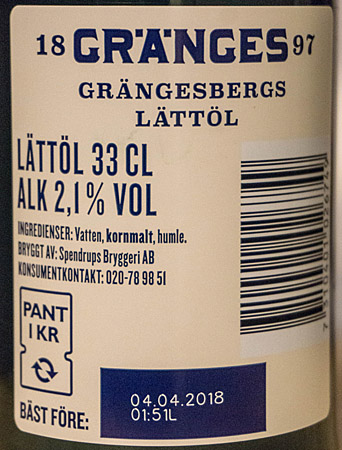 18 GRÄNGES 97
GRÄNGESBERGS
LÄTTÖL
LÄTTÖL 33 CL
ALK 2,1% VOL
INGREDIENSER: Vatten, kornmalt, humle.
BRYGGT AV: Spendrups Bryggeri AB
KONSUMENTKONTAKT: 020-78 98 51
PANT
1 KR
BÄST FÖRE:
04.04.2018
01:51L